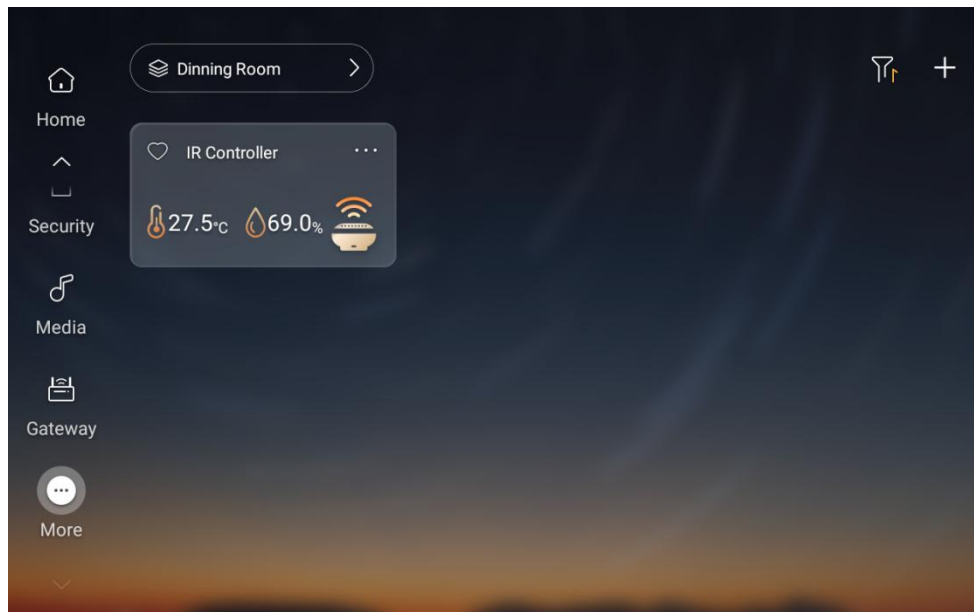 Dinning Room
Home
IR Controller
27.5°C 69.0%
Security
Media
Gateway
More